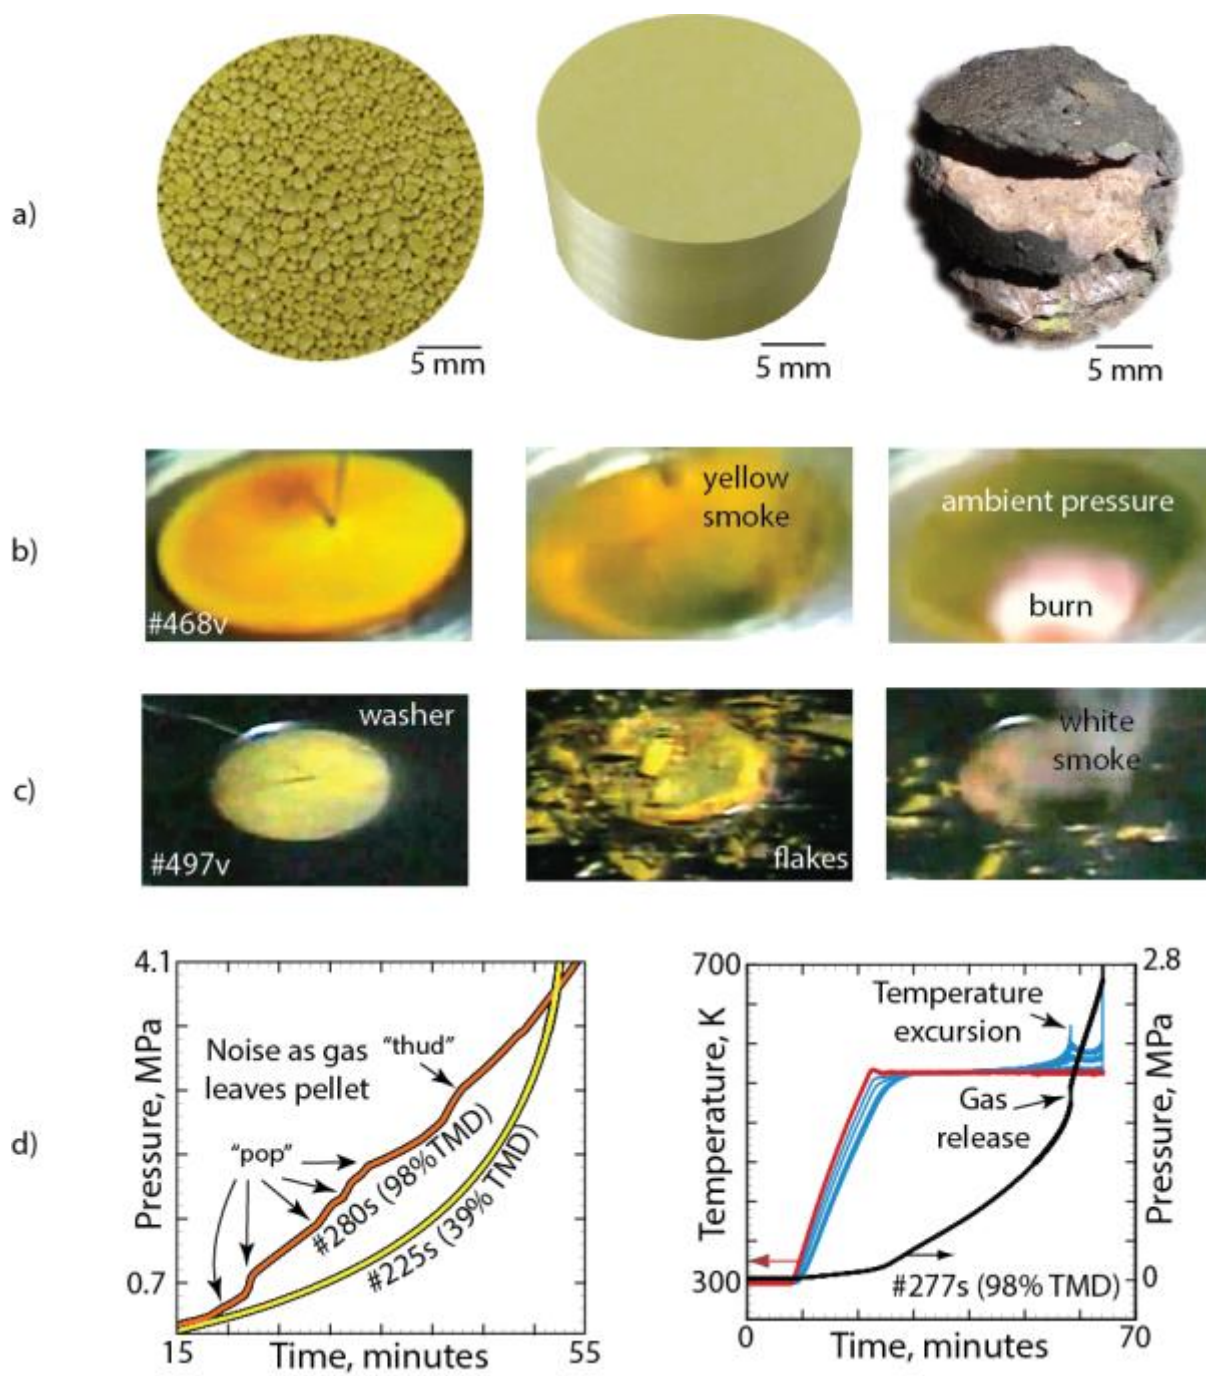 a)
5 mm
5 mm
5 mm
b)
#468v
yellow
smoke
ambient pressure
burn
c)
washer
#497v
flakes
white
smoke
d)
4.1
Pressure, MPa
0.7
15
Time, minutes
55
Noise as gas
leaves pellet
"thud"
"pop"
#280s (98% TMD)
#225s (39% TMD)
700
Temperature, K
300
0
Time, minutes
70
2.8
Pressure, MPa
0
Temperature
excursion
Gas
release
#277s (98% TMD)